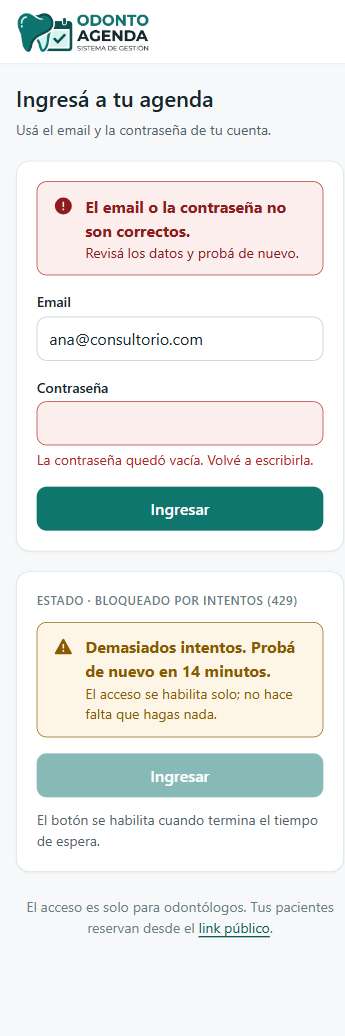 ODONTO
AGENDA
SISTEMA DE GESTIÓN
Ingresá a tu agenda
Usá el email y la contraseña de tu cuenta.
El email o la contraseña no
son correctos.
Revisá los datos y probá de nuevo.
Email
ana@consultorio.com
Contraseña
La contraseña quedó vacía. Volvé a escribirla.
Ingresar
ESTADO · BLOQUEADO POR INTENTOS (429)
Demasiados intentos. Probá
de nuevo en 14 minutos.
El acceso se habilita solo; no hace
falta que hagas nada.
Ingresar
El botón se habilita cuando termina el tiempo
de espera.
El acceso es solo para odontólogos. Tus pacientes
reservan desde el link público.